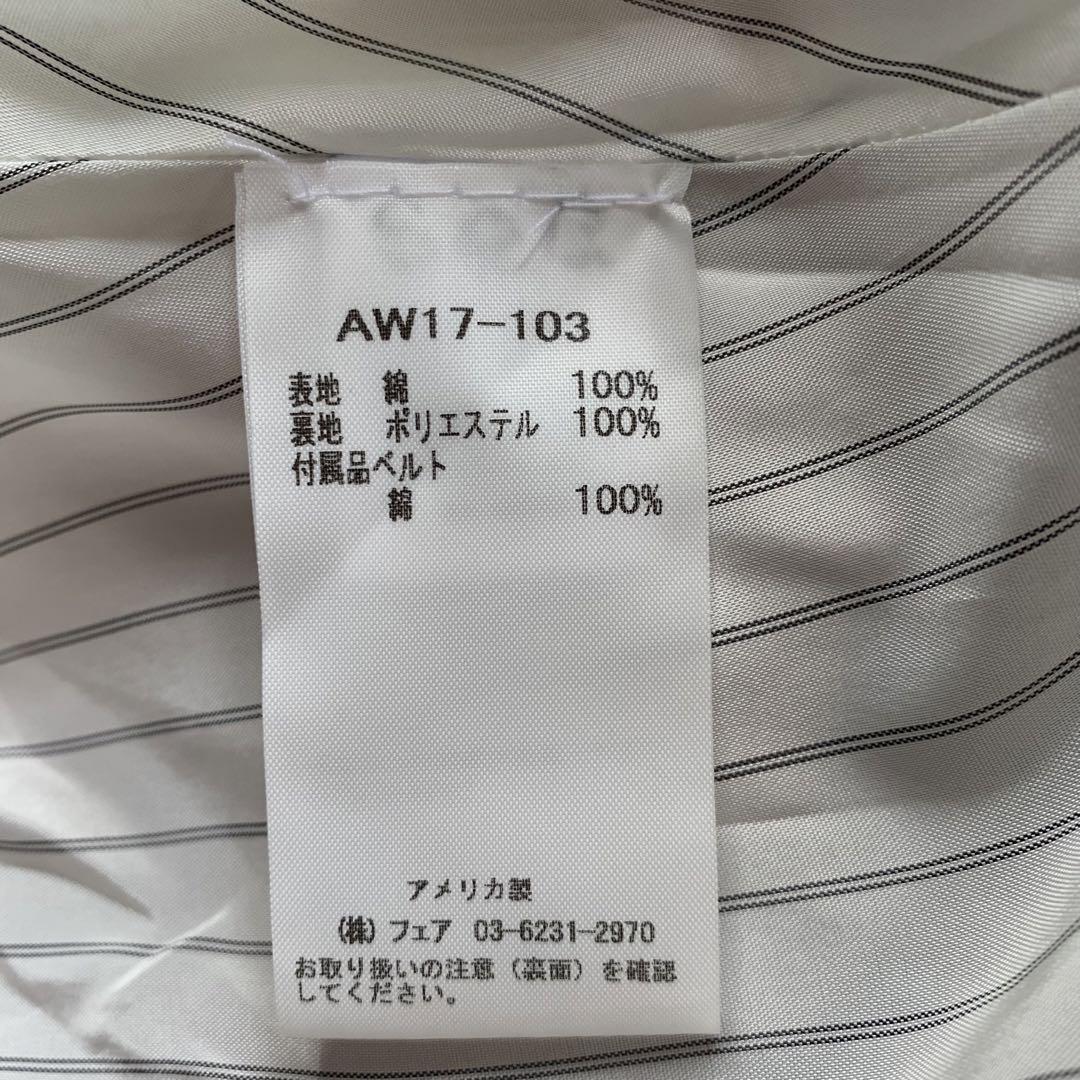 AW17-103
表地 綿 100%
裏地 ポリエステル 100%
付属品ベルト
綿 100%
アメリカ製
(株) フェア 03-6231-2970
お取り扱いの注意(裏面)を確認
してください。